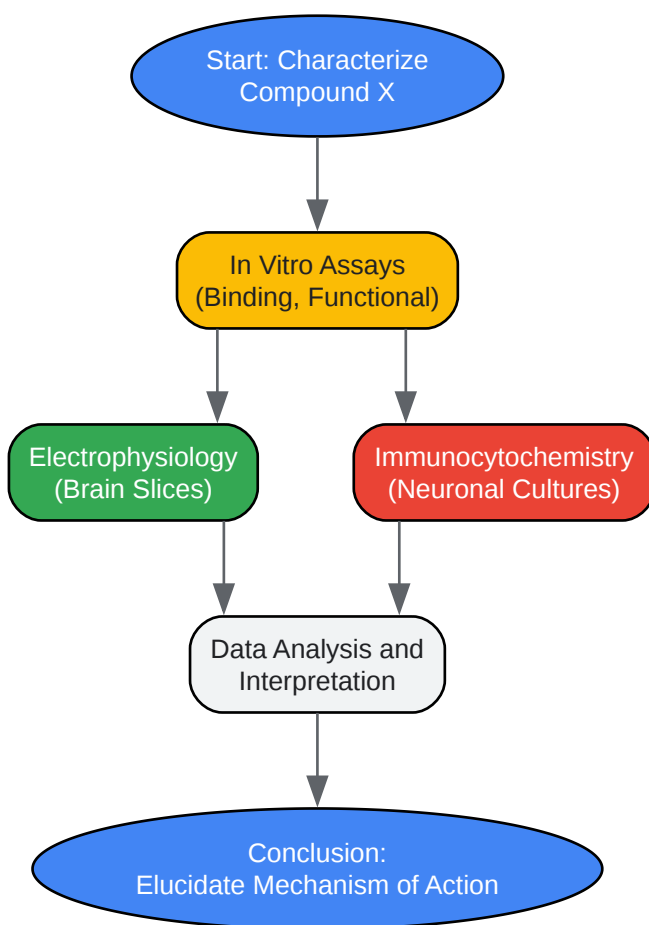 Start: Characterize
Compound X
In Vitro Assays
(Binding, Functional)
Electrophysiology
(Brain Slices)
Immunocytochemistry
(Neuronal Cultures)
Data Analysis and
Interpretation
Conclusion:
Elucidate Mechanism of Action